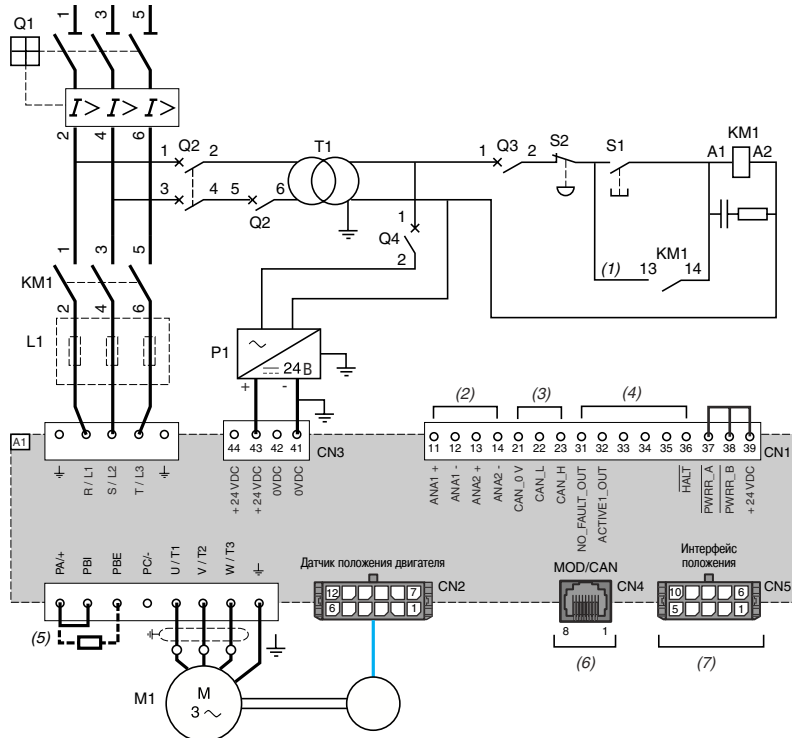 1 3 5
Q1
I> I> I>
2 4 6
1 Q2 2
T1
1 Q3 2
S2
S1
KM1
A1 A2
3 4 5 6
Q2
1
Q4
2
1 3 5
KM1
2 4 6
(1) 13 14
KM1
L1
P1
24 В
+ -
(2) (3) (4)
A1
44 43 42 41
CN3
11 12 13 14 21 22 23 31 32 33 34 35 36 37 38 39
CN1
R / L1
S / L2
T / L3
+ 24 VDC
+ 24 VDC
0VDC
0VDC
ANA1 +
ANA1 -
ANA2 +
ANA2 -
CAN_0 V
CAN_L
CAN_H
NO_FAULT_OUT
ACTIVE1_OUT
HALT
PWRR_A
PWRR_B
+ 24 VDC
PA/+
PBI
PBE
PC/-
U / T1
V / T2
W / T3
Датчик положения двигателя
12 7
6 1
CN2
MOD/CAN
CN4
8 1
Интерфейс
положения
10 6
5 1
CN5
(5)
(6)
(7)
M1
M
3